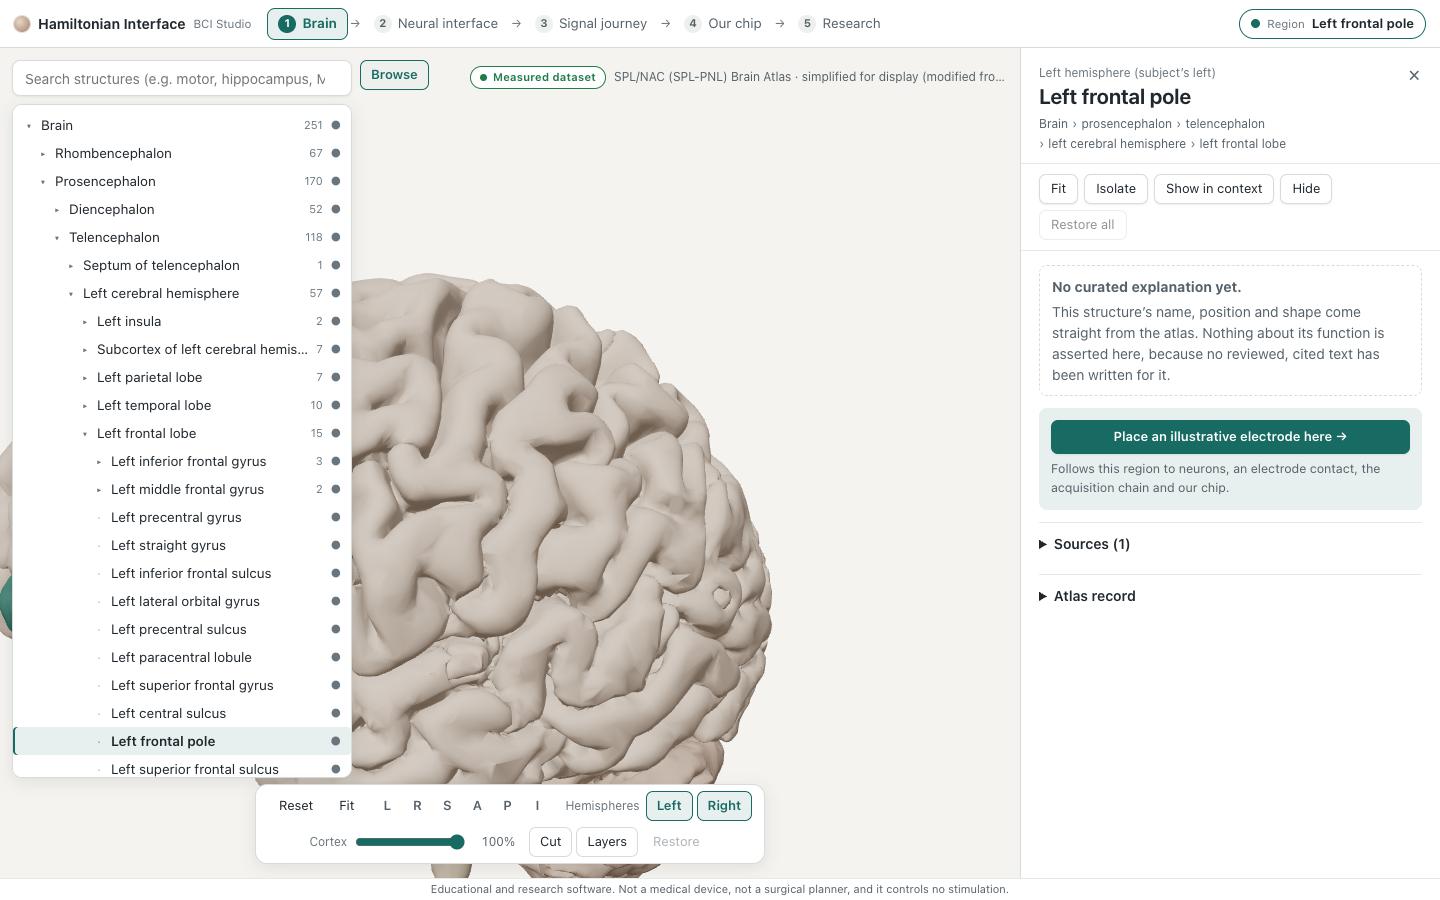 Hamiltonian Interface BCI Studio 1 Brain → 2 Neural interface → 3 Signal journey → 4 Our chip → 5 Research Region Left frontal pole
Search structures (e.g. motor, hippocampus, Browse Measured dataset SPL/NAC (SPL-PNL) Brain Atlas · simplified for display (modified fro...
Brain 251
Rhombencephalon 67
Prosencephalon 170
Diencephalon 52
Telencephalon 118
Septum of telencephalon 1
Left cerebral hemisphere 57
Left insula 2
Subcortex of left cerebral hemis... 7
Left parietal lobe 7
Left temporal lobe 10
Left frontal lobe 15
Left inferior frontal gyrus 3
Left middle frontal gyrus 2
Left precentral gyrus
Left straight gyrus
Left inferior frontal sulcus
Left lateral orbital gyrus
Left precentral sulcus
Left paracentral lobule
Left superior frontal gyrus
Left central sulcus
Left frontal pole
Left superior frontal sulcus
Reset Fit L R S A P I Hemispheres Left Right
Cortex 100% Cut Layers Restore
Left hemisphere (subject's left)
Left frontal pole
Brain › prosencephalon › telencephalon
› left cerebral hemisphere › left frontal lobe
Fit Isolate Show in context Hide
Restore all
No curated explanation yet.
This structure's name, position and shape come
straight from the atlas. Nothing about its function is
asserted here, because no reviewed, cited text has
been written for it.
Place an illustrative electrode here →
Follows this region to neurons, an electrode contact, the
acquisition chain and our chip.
Sources (1)
Atlas record
Educational and research software. Not a medical device, not a surgical planner, and it controls no stimulation.